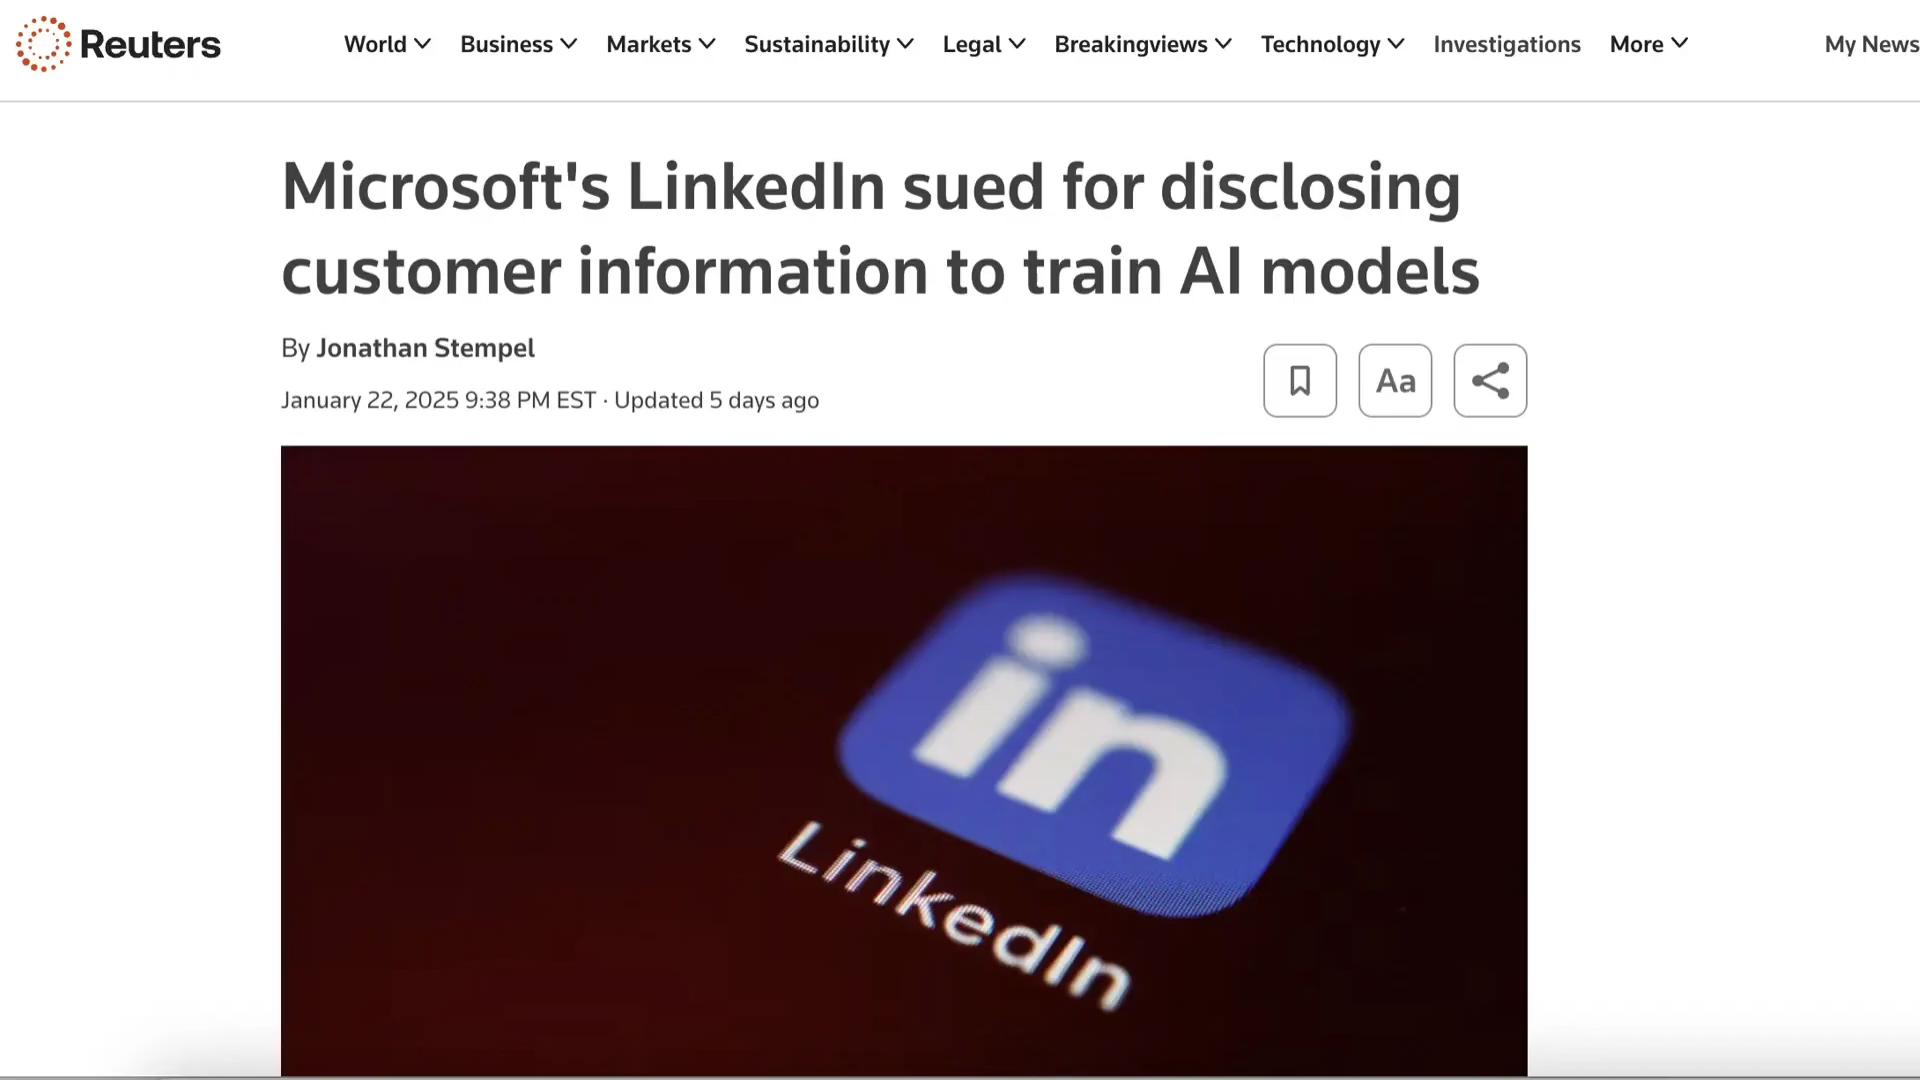 Reuters
World Business Markets Sustainability Legal Breakingviews Technology Investigations More My News
Microsoft's LinkedIn sued for disclosing
customer information to train AI models
By Jonathan Stempel
January 22, 2025 9:38 PM EST · Updated 5 days ago
Aa
in
LinkedIn